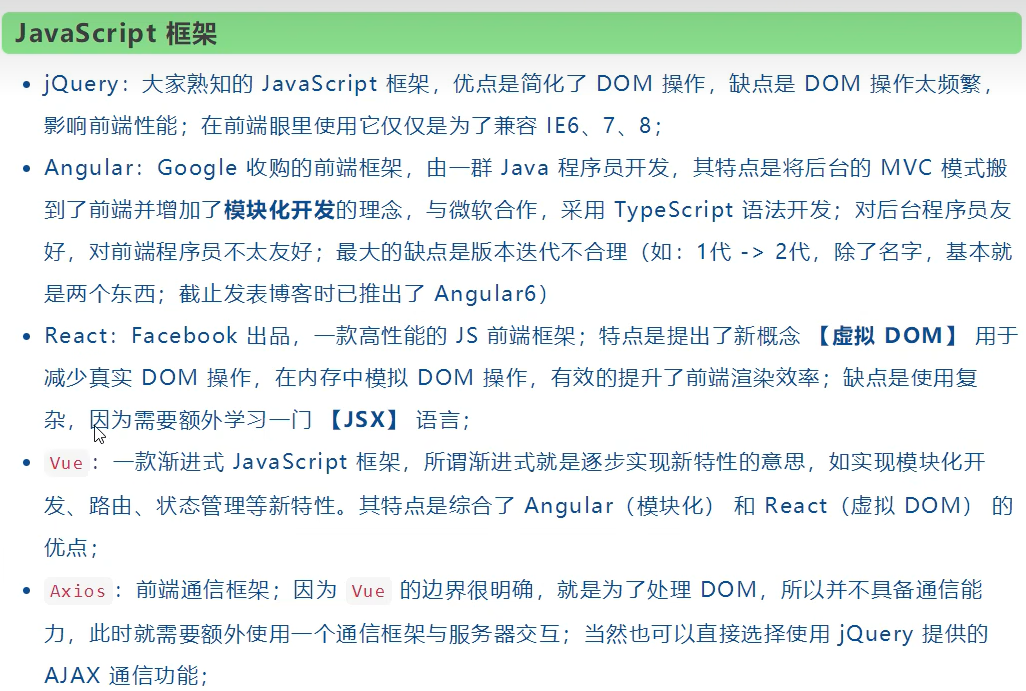 JavaScript 框架
• jQuery：大家熟知的 JavaScript 框架，优点是简化了 DOM 操作，缺点是 DOM 操作太频繁，
影响前端性能；在前端眼里使用它仅仅是为了兼容 IE6、7、8；
• Angular：Google 收购的前端框架，由一群 Java 程序员开发，其特点是将后台的 MVC 模式搬
到了前端并增加了模块化开发的理念，与微软合作，采用 TypeScript 语法开发；对后台程序员友
好，对前端程序员不太友好；最大的缺点是版本迭代不合理（如：1代 -> 2代，除了名字，基本就
是两个东西；截止发表博客时已推出了 Angular6）
• React：Facebook 出品，一款高性能的 JS 前端框架；特点是提出了新概念 【虚拟 DOM】 用于
减少真实 DOM 操作，在内存中模拟 DOM 操作，有效的提升了前端渲染效率；缺点是使用复
杂，因为需要额外学习一门 【JSX】 语言；
• Vue：一款渐进式 JavaScript 框架，所谓渐进式就是逐步实现新特性的意思，如实现模块化开
发、路由、状态管理等新特性。其特点是综合了 Angular（模块化） 和 React（虚拟 DOM） 的
优点；
• Axios：前端通信框架；因为 Vue 的边界很明确，就是为了处理 DOM，所以并不具备通信能
力，此时就需要额外使用一个通信框架与服务器交互；当然也可以直接选择使用 jQuery 提供的
AJAX 通信功能；